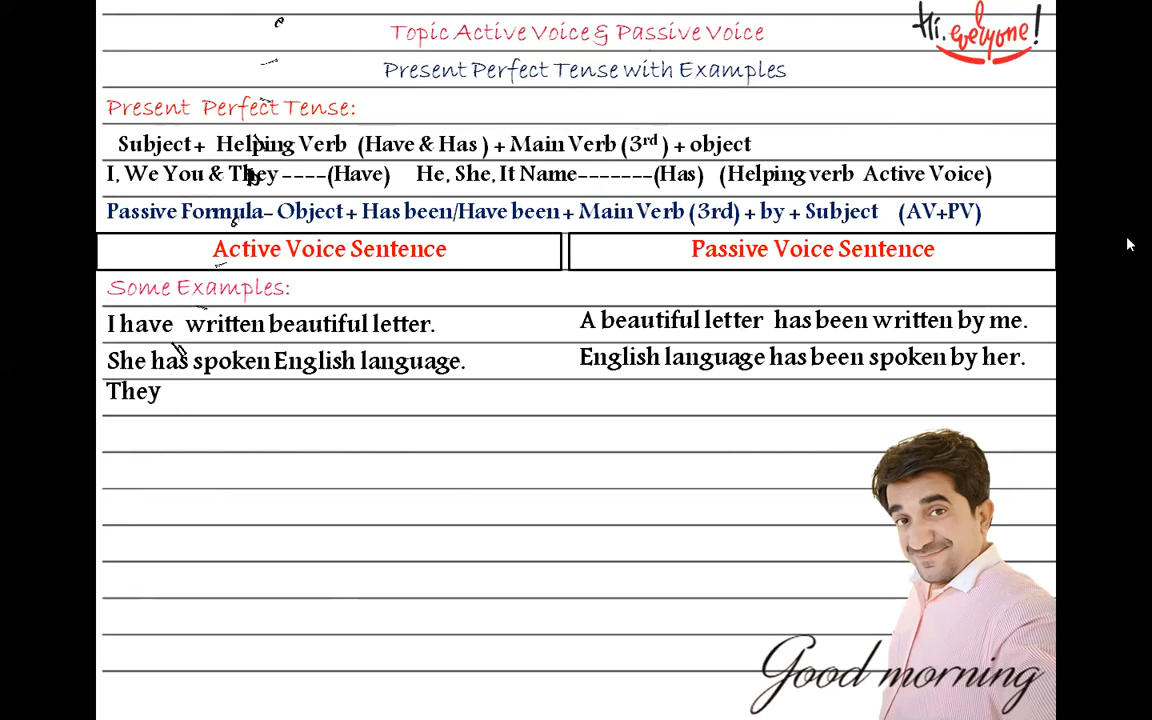 Hi, everyone!
Topic Active Voice & Passive Voice
Present Perfect Tense with Examples
Present Perfect Tense:
Subject + Helping Verb (Have & Has ) + Main Verb (3rd ) + object
I, We You & They ----(Have) He, She, It Name-------(Has) (Helping verb Active Voice)
Passive Formula- Object + Has been/Have been + Main Verb (3rd) + by + Subject (AV+PV)
Active Voice Sentence Passive Voice Sentence
Some Examples:
I have written beautiful letter. A beautiful letter has been written by me.
She has spoken English language. English language has been spoken by her.
They
Good morning